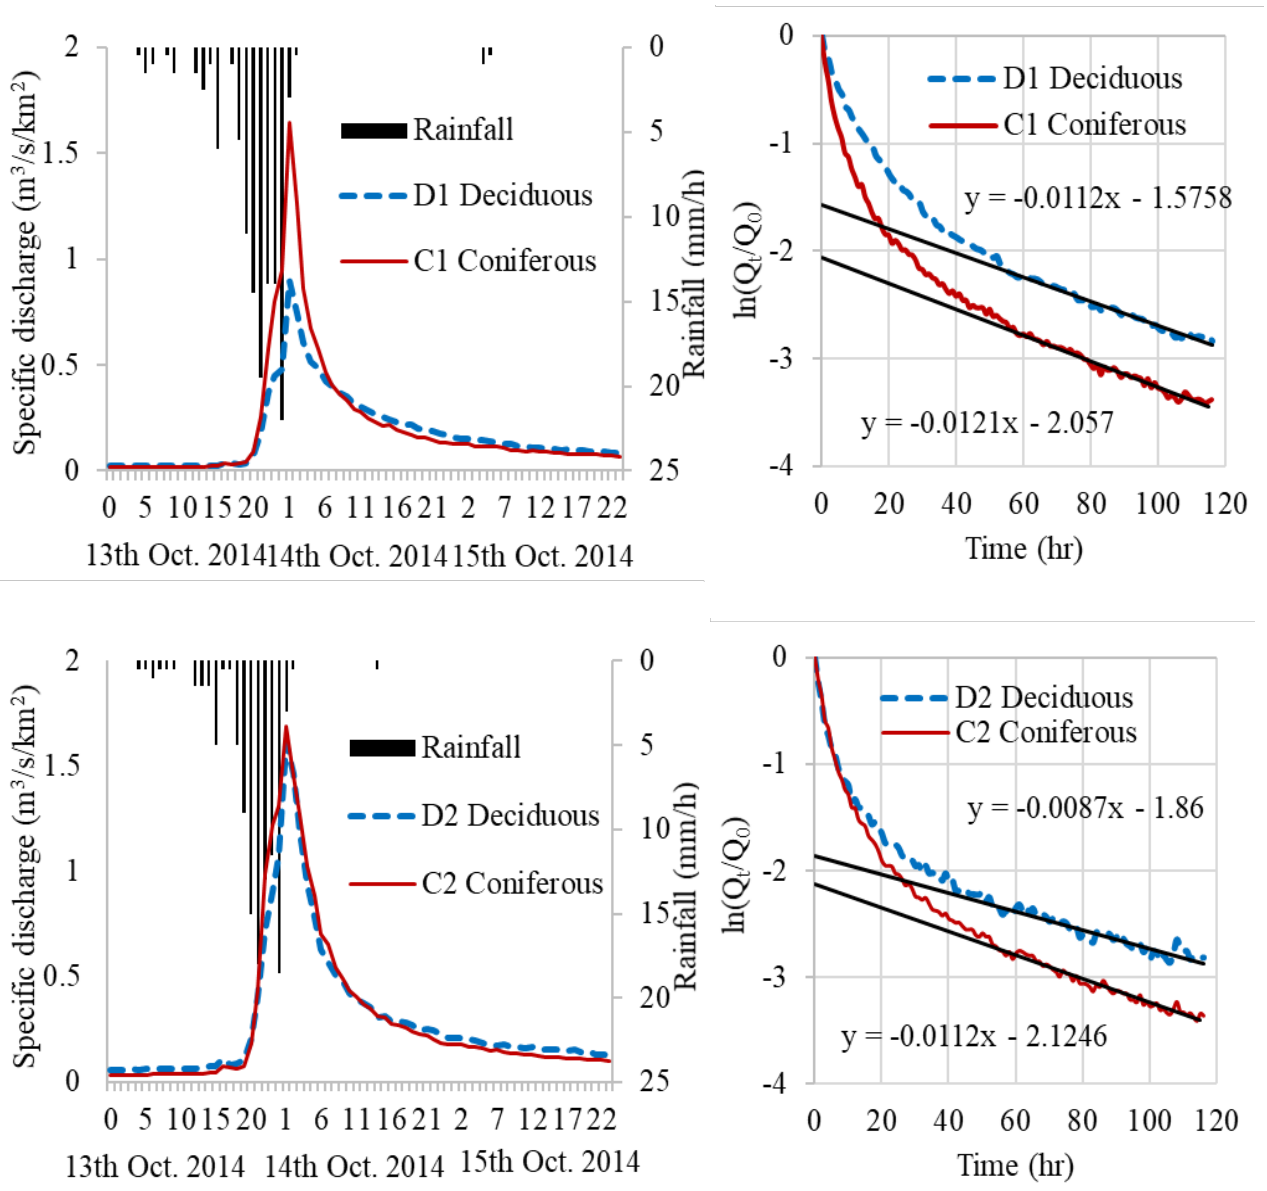 2
1.5
1
0.5
0
Specific discharge (m³/s/km²)
0
5
10
15
20
25
Rainfall (mm/h)
Rainfall
D1 Deciduous
C1 Coniferous
0 5 10 15 20 1 6 11 16 21 2 7 12 17 22
13th Oct. 2014 14th Oct. 2014 15th Oct. 2014
0
-1
-2
-3
-4
ln(Qt/Q0)
D1 Deciduous
C1 Coniferous
y = -0.0112x - 1.5758
y = -0.0121x - 2.057
0 20 40 60 80 100 120
Time (hr)
2
1.5
1
0.5
0
Specific discharge (m³/s/km²)
0
5
10
15
20
25
Rainfall (mm/h)
Rainfall
D2 Deciduous
C2 Coniferous
0 5 10 15 20 1 6 11 16 21 2 7 12 17 22
13th Oct. 2014 14th Oct. 2014 15th Oct. 2014
0
-1
-2
-3
-4
ln(Qt/Q0)
D2 Deciduous
C2 Coniferous
y = -0.0087x - 1.86
y = -0.0112x - 2.1246
0 20 40 60 80 100 120
Time (hr)